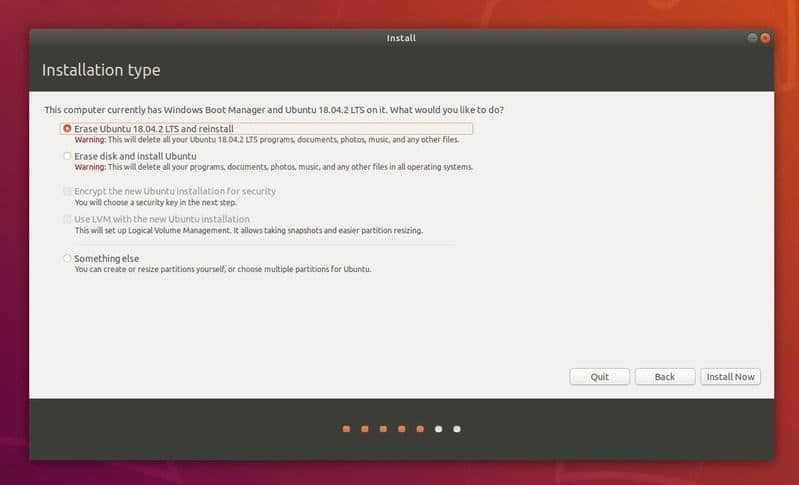 Install
Installation type
This computer currently has Windows Boot Manager and Ubuntu 18.04.2 LTS on it. What would you like to do?
Erase Ubuntu 18.04.2 LTS and reinstall
Warning: This will delete all your Ubuntu 18.04.2 LTS programs, documents, photos, music, and any other files.
Erase disk and install Ubuntu
Warning: This will delete all your programs, documents, photos, music, and any other files in all operating systems.
Encrypt the new Ubuntu installation for security
You will choose a security key in the next step.
Use LVM with the new Ubuntu installation
This will set up Logical Volume Management. It allows taking snapshots and easier partition resizing.
Something else
You can create or resize partitions yourself, or choose multiple partitions for Ubuntu.
Quit Back Install Now